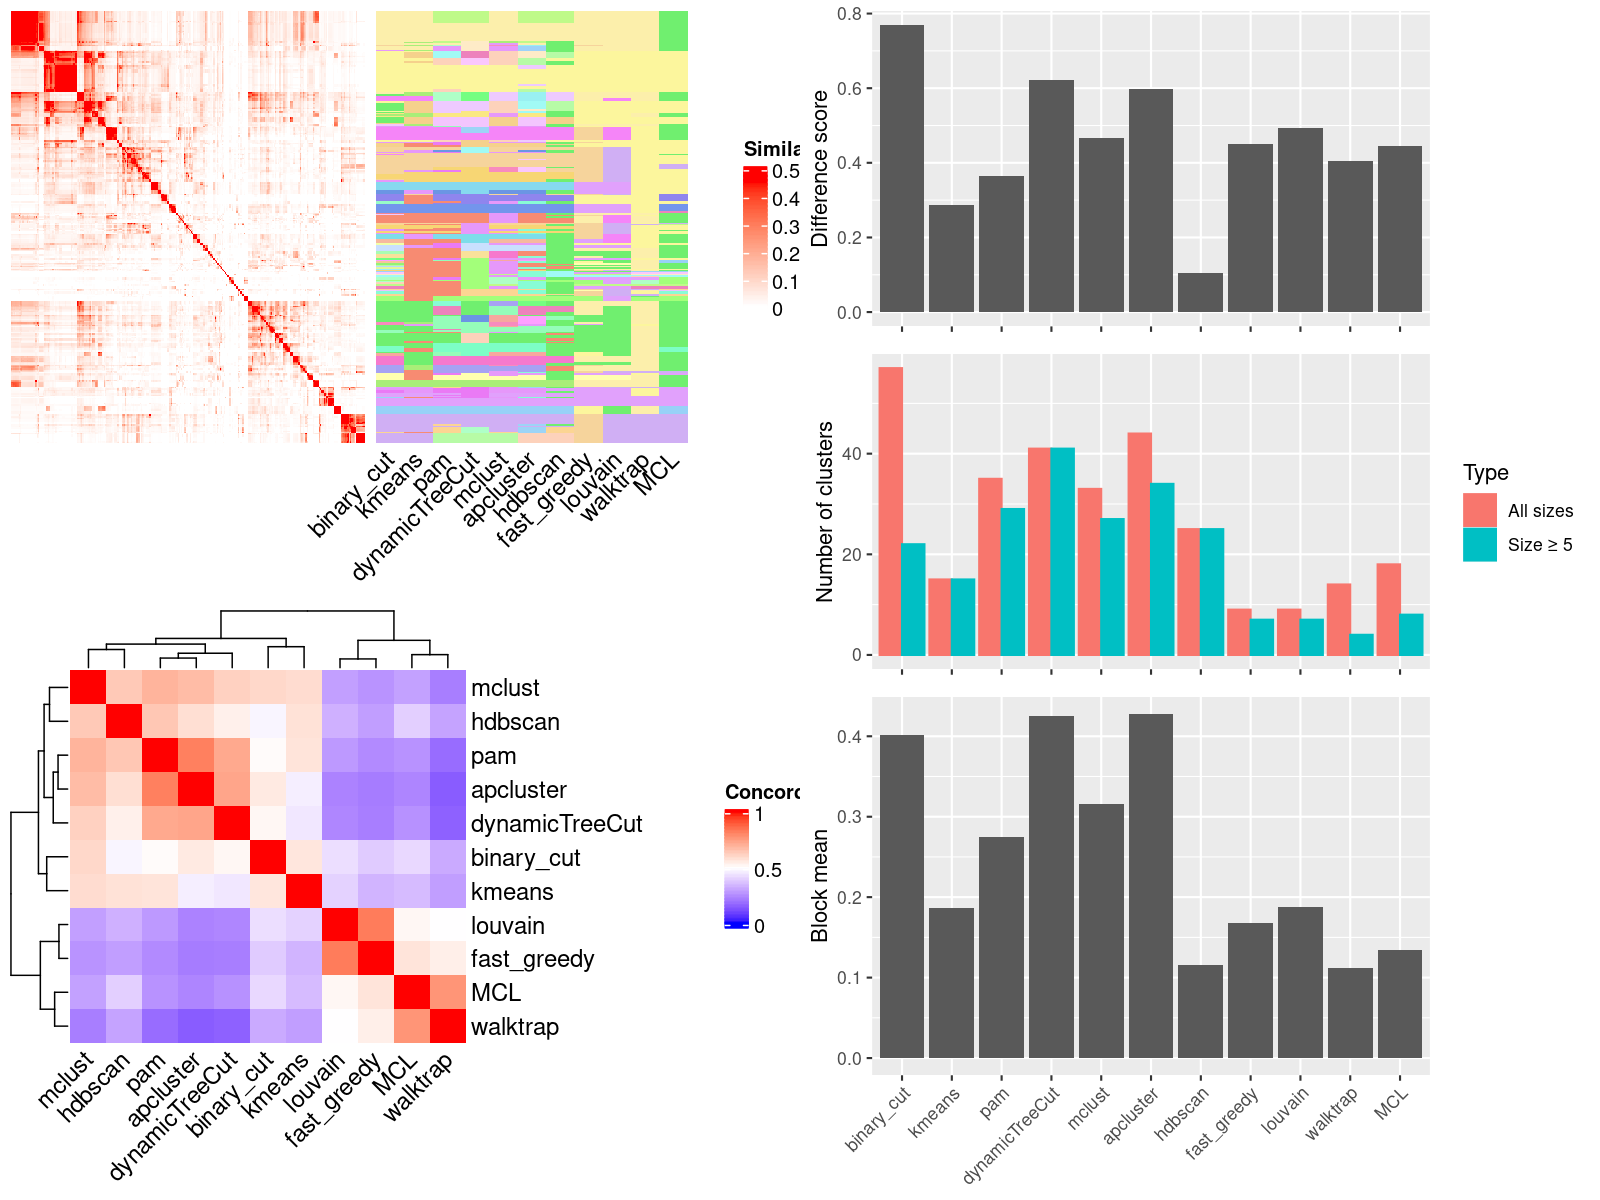 Simila
0.5
0.4
0.3
0.2
0.1
0
binary_cut
kmeans
pam
dynamicTreeCut
mclust
apcluster
hdbscan
fast_greedy
louvain
walktrap
MCL
mclust
hdbscan
pam
apcluster
dynamicTreeCut
binary_cut
kmeans
louvain
fast_greedy
MCL
walktrap
mclust
hdbscan
pam
apcluster
dynamicTreeCut
binary_cut
kmeans
louvain
fast_greedy
MCL
walktrap
Concord
1
0.5
0
Difference score
0.8
0.6
0.4
0.2
0.0
Number of clusters
40
20
0
Type
All sizes
Size ≥ 5
Block mean
0.4
0.3
0.2
0.1
0.0
binary_cut
kmeans
pam
dynamicTreeCut
mclust
apcluster
hdbscan
fast_greedy
louvain
walktrap
MCL